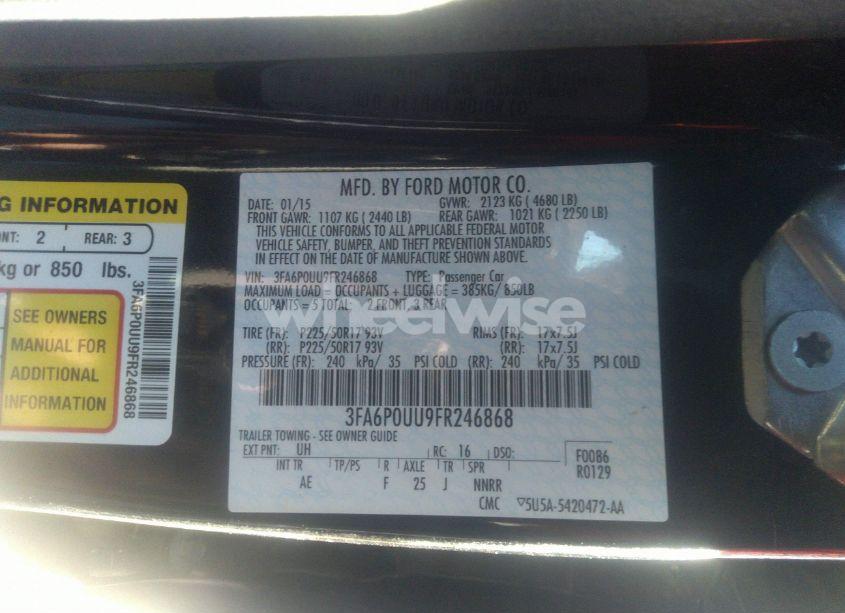 G INFORMATION
NT: 2 REAR: 3
kg or 850 lbs.
SEE OWNERS
MANUAL FOR
ADDITIONAL
INFORMATION
3FA6P0UU9FR246868
MFD. BY FORD MOTOR CO.
DATE: 01/15 GVWR: 2123 KG ( 4680 LB)
FRONT GAWR: 1107 KG ( 2440 LB) REAR GAWR: 1021 KG ( 2250 LB)
THIS VEHICLE CONFORMS TO ALL APPLICABLE FEDERAL MOTOR
VEHICLE SAFETY, BUMPER, AND THEFT PREVENTION STANDARDS
IN EFFECT ON THE DATE OF MANUFACTURE SHOWN ABOVE.
VIN: 3FA6P0UU9FR246868 TYPE: Passenger Car
MAXIMUM LOAD = OCCUPANTS + LUGGAGE = 385KG/ 850LB
OCCUPANTS = 5 TOTAL = 2 FRONT, 3 REAR
wheelwise
TIRE (FR): P225/50R17 93V RIMS (FR): 17x7.5J
(RR): P225/50R17 93V (RR): 17x7.5J
PRESSURE (FR): 240 kPa/ 35 PSI COLD (RR): 240 kPa/ 35 PSI COLD
3FA6P0UU9FR246868
TRAILER TOWING - SEE OWNER GUIDE
EXT PNT: UH RC: 16 DSO: F0086
R0129
INT TR TP/PS R AXLE TR SPR
AE F 25 J NNRR
CMC ▽5U5A-5420472-AA